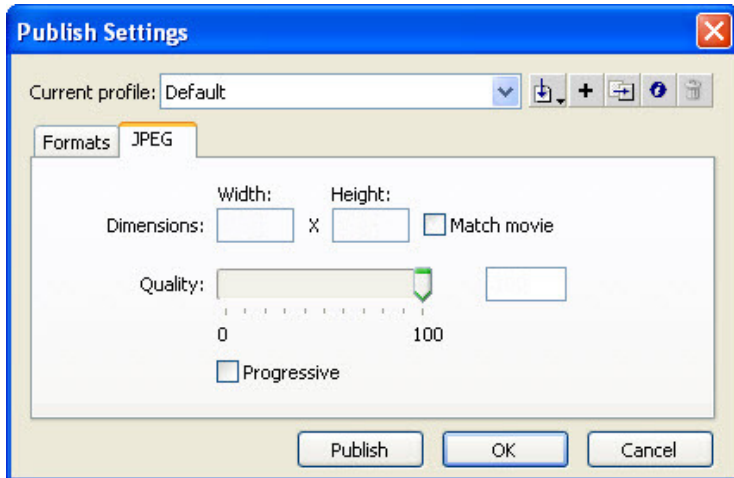 Publish Settings
Current profile: Default
Formats JPEG
Width: Height:
Dimensions: X Match movie
Quality:
0 100
Progressive
Publish OK Cancel